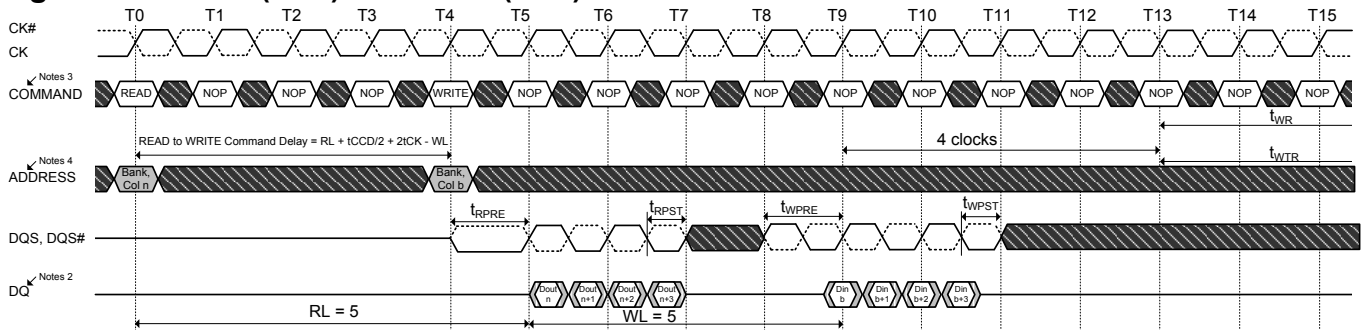 T0 T1 T2 T3 T4 T5 T6 T7 T8 T9 T10 T11 T12 T13 T14 T15
CK#
CK
Notes 3
COMMAND READ NOP NOP NOP WRITE NOP NOP NOP NOP NOP NOP NOP NOP NOP NOP NOP
tWR
READ to WRITE Command Delay = RL + tCCD/2 + 2tCK - WL
4 clocks
tWTR
Notes 4
ADDRESS
Bank, Col n
Bank, Col b
tRPRE tRPST tWPRE tWPST
DQS, DQS#
Notes 2
DQ
Dout n
Dout n+1
Dout n+2
Dout n+3
Din b
Din b+1
Din b+2
Din b+3
RL = 5 WL = 5